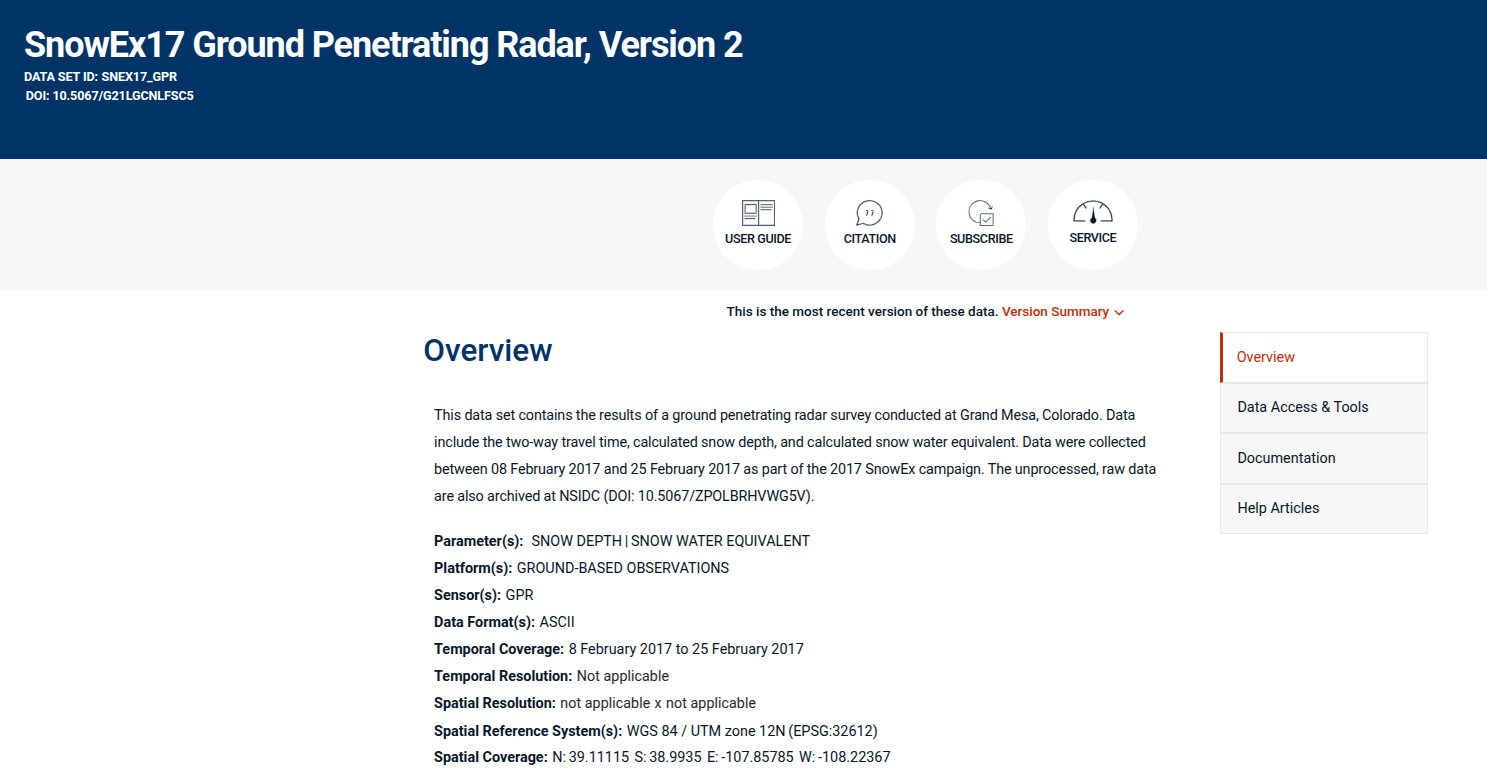 SnowEx17 Ground Penetrating Radar, Version 2
DATA SET ID: SNEX17_GPR
DOI: 10.5067/G21LGCNLFSC5
USER GUIDE
CITATION
SUBSCRIBE
SERVICE
This is the most recent version of these data. Version Summary
Overview
This data set contains the results of a ground penetrating radar survey conducted at Grand Mesa, Colorado. Data
include the two-way travel time, calculated snow depth, and calculated snow water equivalent. Data were collected
between 08 February 2017 and 25 February 2017 as part of the 2017 SnowEx campaign. The unprocessed, raw data
are also archived at NSIDC (DOI: 10.5067/ZPOLBRHVWG5V).
Parameter(s): SNOW DEPTH | SNOW WATER EQUIVALENT
Platform(s): GROUND-BASED OBSERVATIONS
Sensor(s): GPR
Data Format(s): ASCII
Temporal Coverage: 8 February 2017 to 25 February 2017
Temporal Resolution: Not applicable
Spatial Resolution: not applicable x not applicable
Spatial Reference System(s): WGS 84 / UTM zone 12N (EPSG:32612)
Spatial Coverage: N: 39.11115 S: 38.9935 E: -107.85785 W: -108.22367
Overview
Data Access & Tools
Documentation
Help Articles